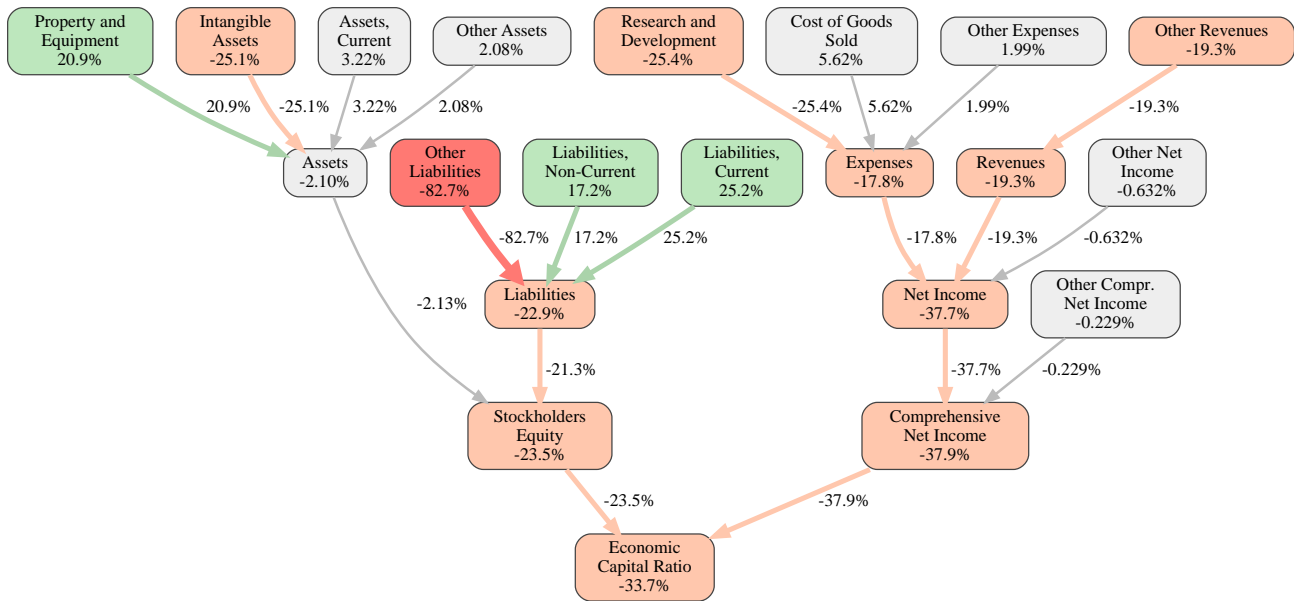 Property and
Equipment
20.9%
Intangible
Assets
-25.1%
Assets,
Current
3.22%
Other Assets
2.08%
Research and
Development
-25.4%
Cost of Goods
Sold
5.62%
Other Expenses
1.99%
Other Revenues
-19.3%
20.9%
-25.1%
3.22%
2.08%
-25.4%
5.62%
1.99%
-19.3%
Assets
-2.10%
Other
Liabilities
-82.7%
Liabilities,
Non-Current
17.2%
Liabilities,
Current
25.2%
Expenses
-17.8%
Revenues
-19.3%
Other Net
Income
-0.632%
-82.7%
17.2%
25.2%
-17.8%
-19.3%
-0.632%
-2.13%
Liabilities
-22.9%
Net Income
-37.7%
Other Compr.
Net Income
-0.229%
-21.3%
-37.7%
-0.229%
Stockholders
Equity
-23.5%
Comprehensive
Net Income
-37.9%
-23.5%
-37.9%
Economic
Capital Ratio
-33.7%